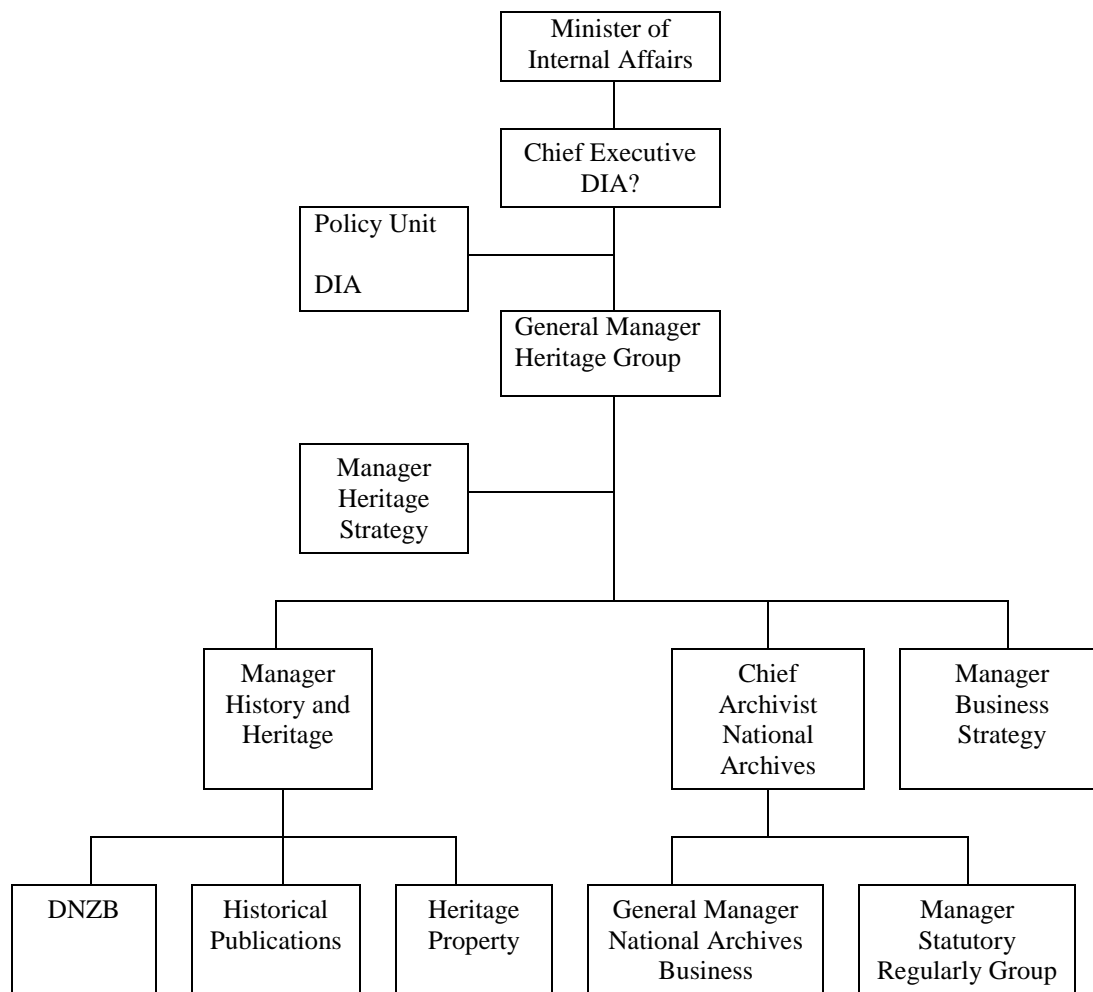 Minister of
Internal Affairs
Chief Executive
DIA?
Policy Unit
DIA
General Manager
Heritage Group
Manager
Heritage
Strategy
Manager
History and
Heritage
Chief
Archivist
National
Archives
Manager
Business
Strategy
DNZB
Historical
Publications
Heritage
Property
General Manager
National Archives
Business
Manager
Statutory
Regularly Group